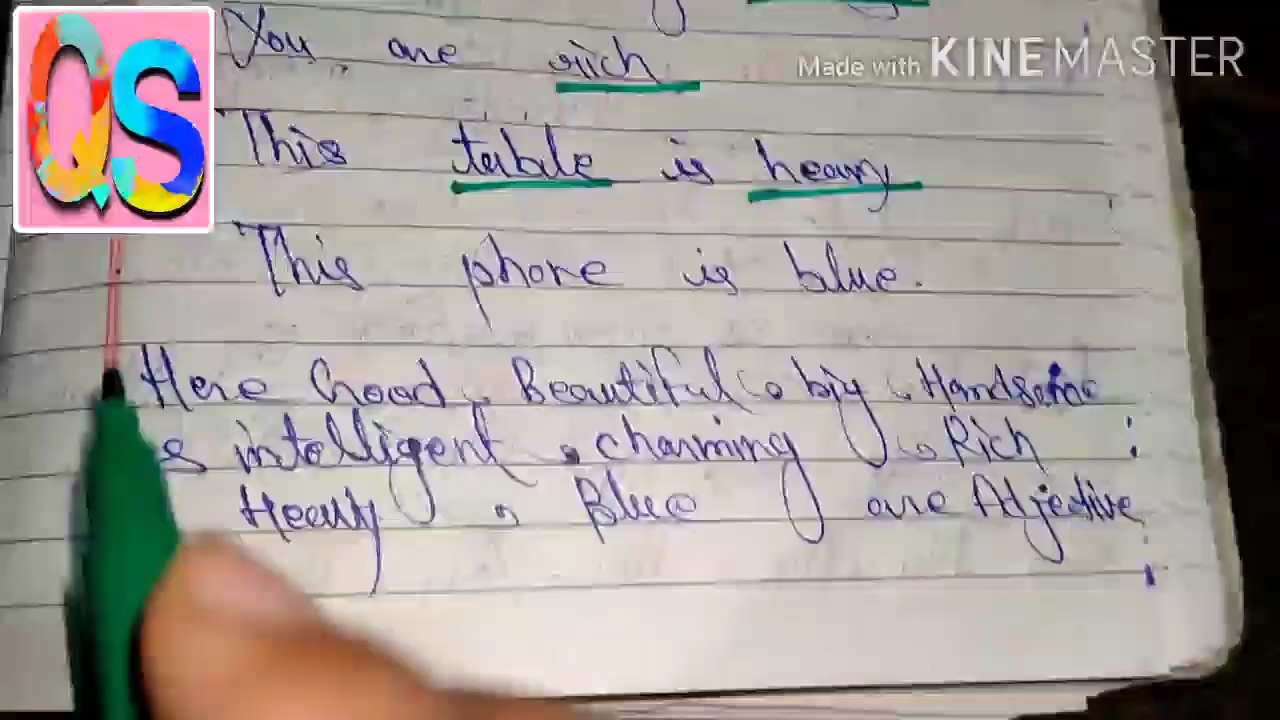 QS
Made with KINEMASTER
You are rich
This table is heavy
This phone is blue.
Here Good, Beautiful, big, Handsome
, intelligent, charming, Rich
Heavy, Blue are Adjective